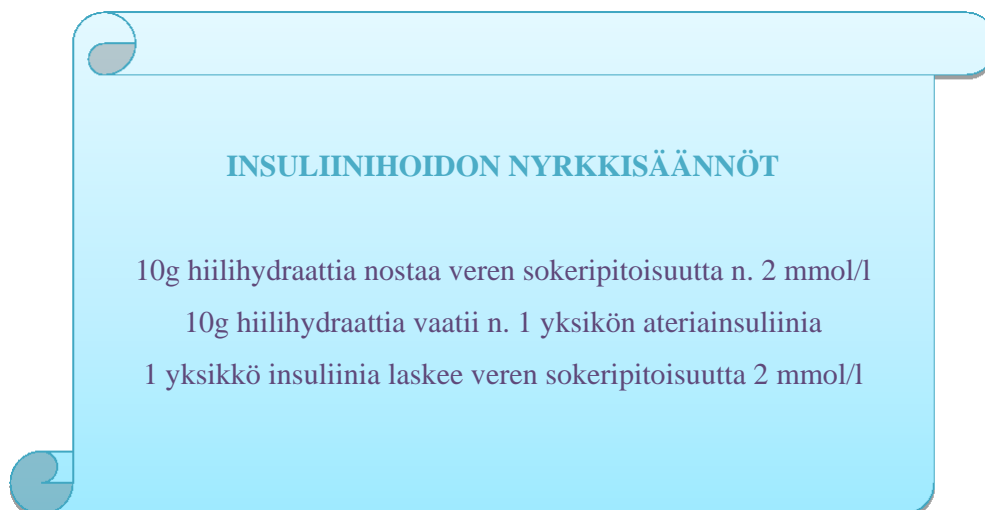 INSULIINIHOIDON NYRKKISÄÄNNÖT
10g hiilihydraattia nostaa veren sokeripitoisuutta n. 2 mmol/l
10g hiilihydraattia vaatii n. 1 yksikön ateriainsuliinia
1 yksikkö insuliinia laskee veren sokeripitoisuutta 2 mmol/l